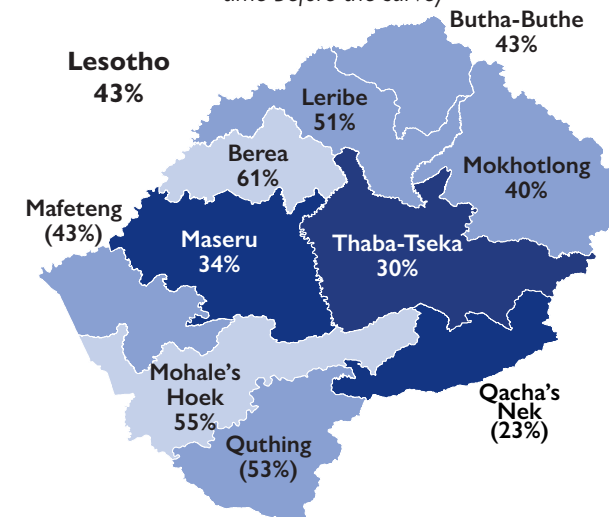 Butha-Buthe
43%
Lesotho
43%
Leribe
51%
Berea
61%
Mokhotlong
40%
Mafeteng
(43%)
Maseru
34%
Thaba-Tseka
30%
Mohale's
Hoek
55%
Qacha's
Nek
(23%)
Quthing
(53%)